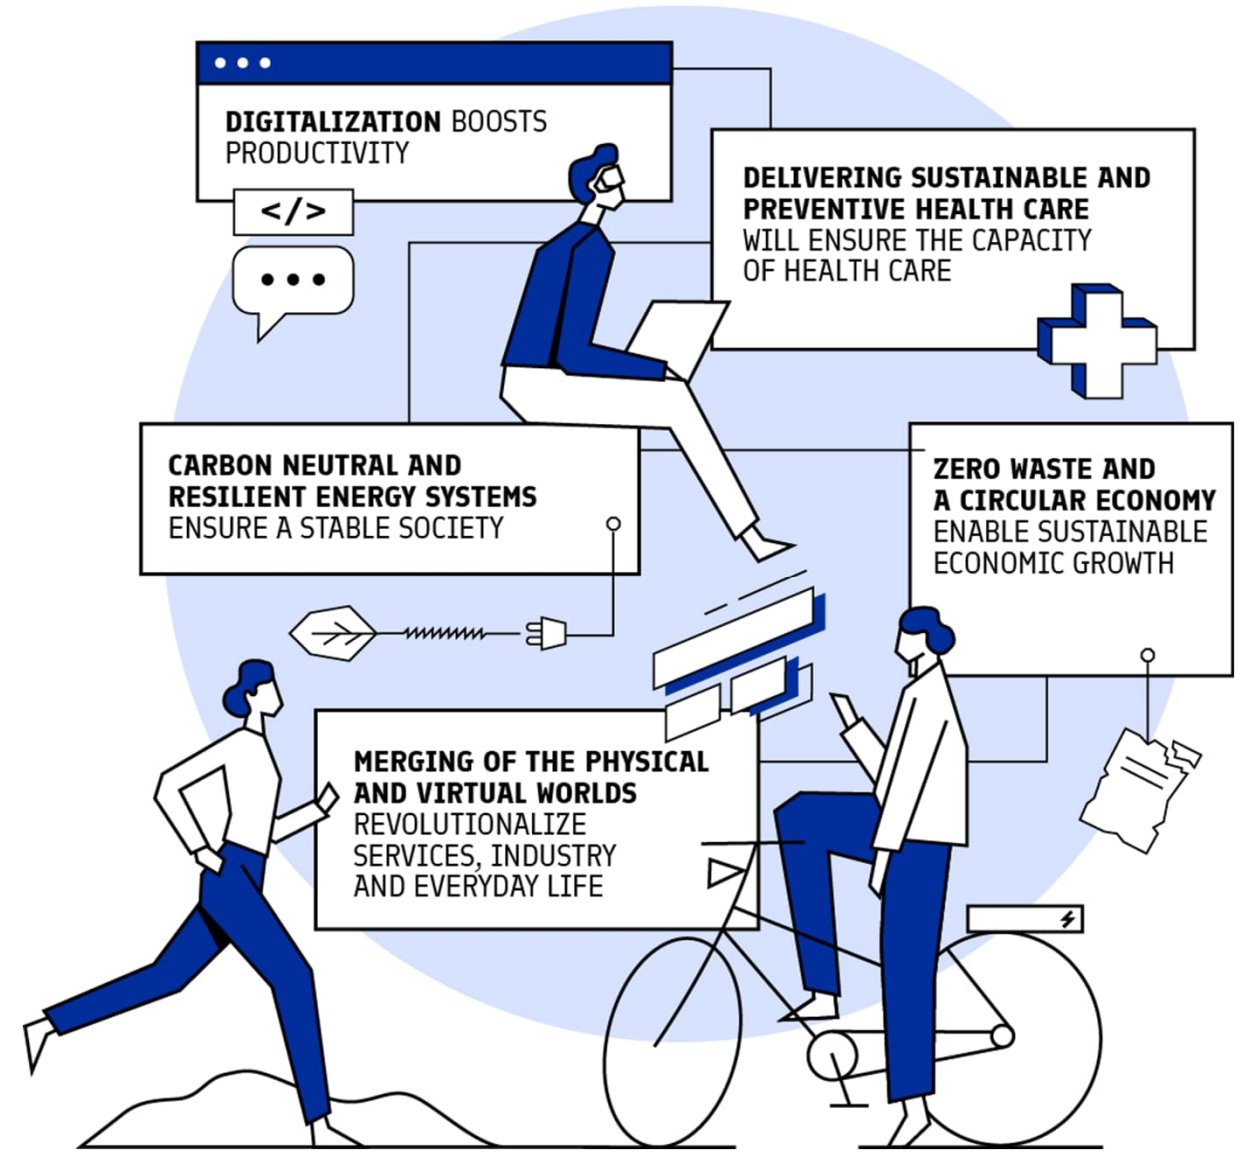 DIGITALIZATION BOOSTS
PRODUCTIVITY
</>
DELIVERING SUSTAINABLE AND
PREVENTIVE HEALTH CARE
WILL ENSURE THE CAPACITY
OF HEALTH CARE
CARBON NEUTRAL AND
RESILIENT ENERGY SYSTEMS
ENSURE A STABLE SOCIETY
ZERO WASTE AND
A CIRCULAR ECONOMY
ENABLE SUSTAINABLE
ECONOMIC GROWTH
MERGING OF THE PHYSICAL
AND VIRTUAL WORLDS
REVOLUTIONALIZE
SERVICES, INDUSTRY
AND EVERYDAY LIFE